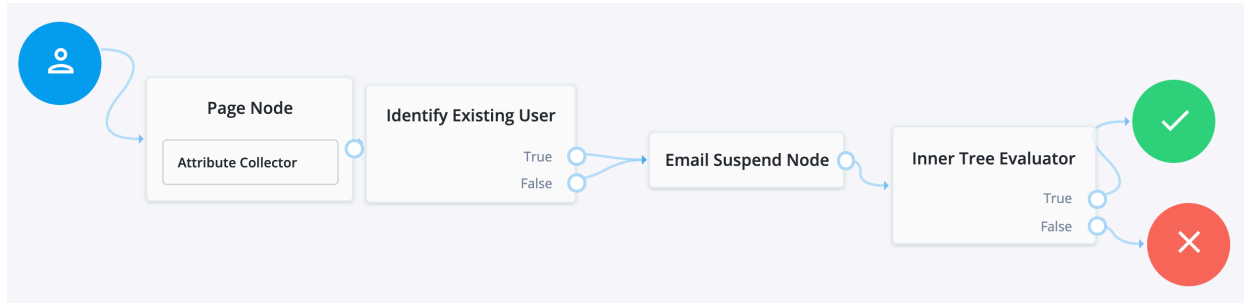 Page Node
Attribute Collector
Identify Existing User
True
False
Email Suspend Node
Inner Tree Evaluator
True
False